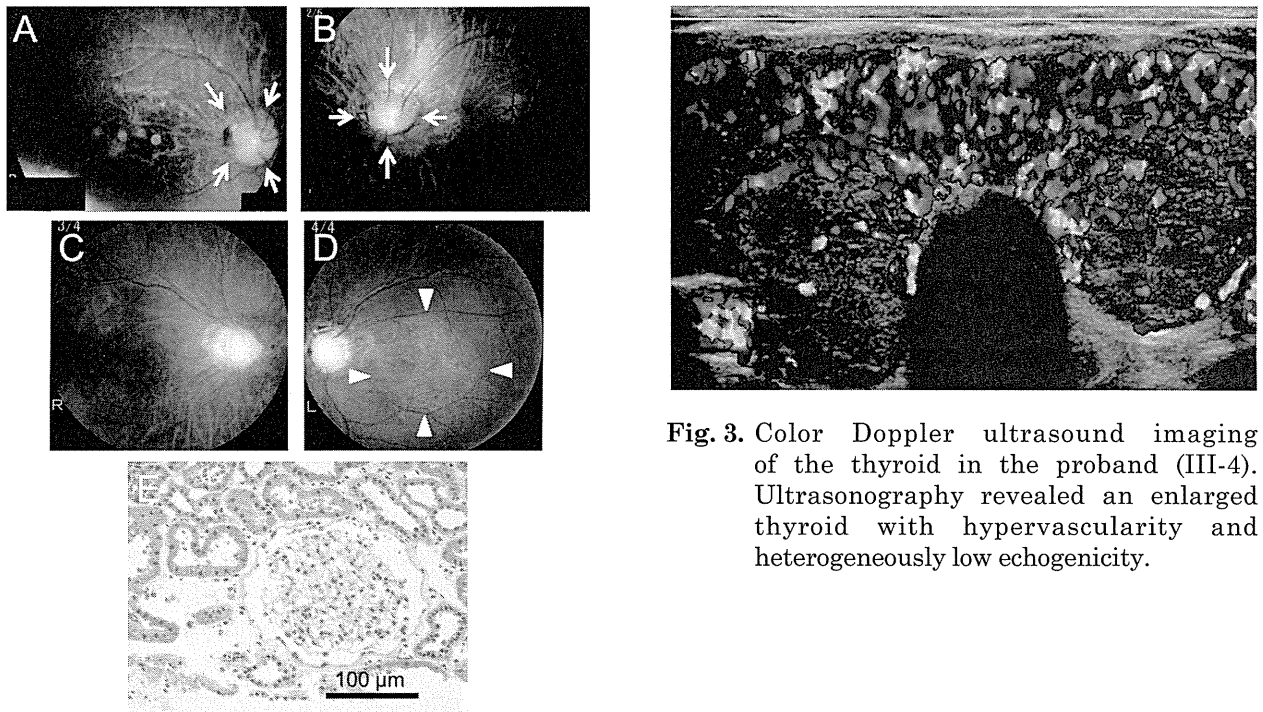 A
B
2/6
3/4
C
R
4/4
D
L
E
100 µm
Fig. 3. Color Doppler ultrasound imaging
of the thyroid in the proband (III-4).
Ultrasonography revealed an enlarged
thyroid with hypervascularity and
heterogeneously low echogenicity.